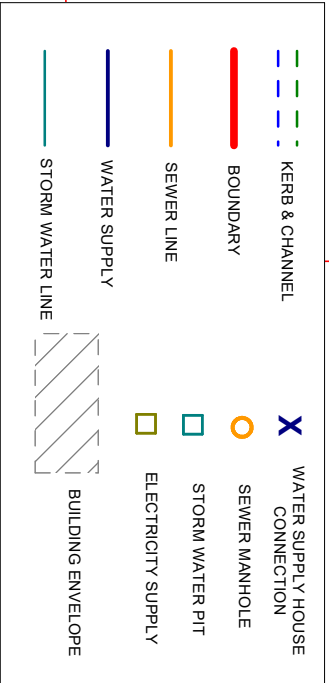 KERB & CHANNEL
BOUNDARY
SEWER LINE
WATER SUPPLY
STORM WATER LINE
WATER SUPPLY HOUSE
CONNECTION
SEWER MANHOLE
STORM WATER PIT
ELECTRICITY SUPPLY
BUILDING ENVELOPE